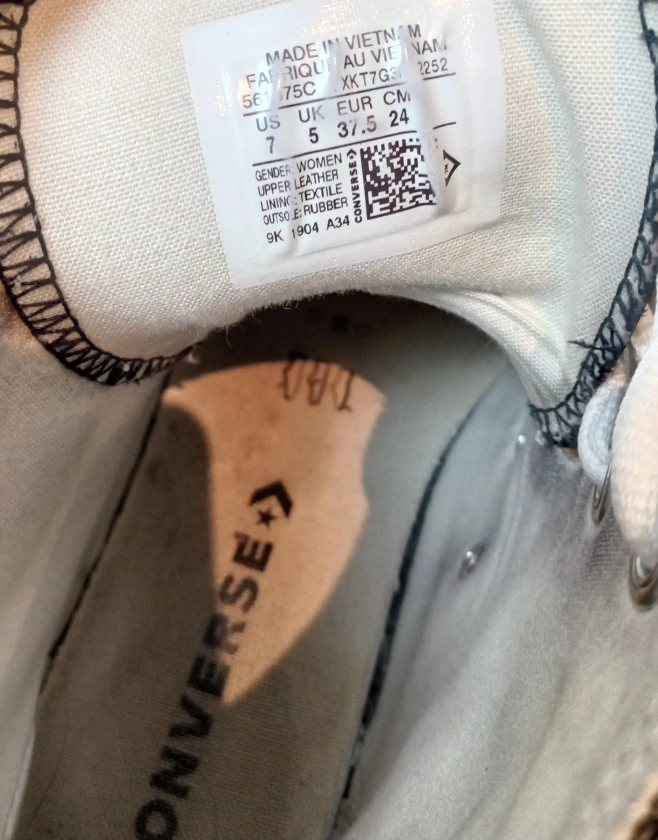 MADE IN VIETNAM
AU VIETNAM
US UK EUR CM
7 5 37.5 24
GENDER: WOMEN
UPPER: LEATHER
LINING: TEXTILE
OUTSOLE: RUBBER
9K 1904 A34
CONVERSE
CONVERSE